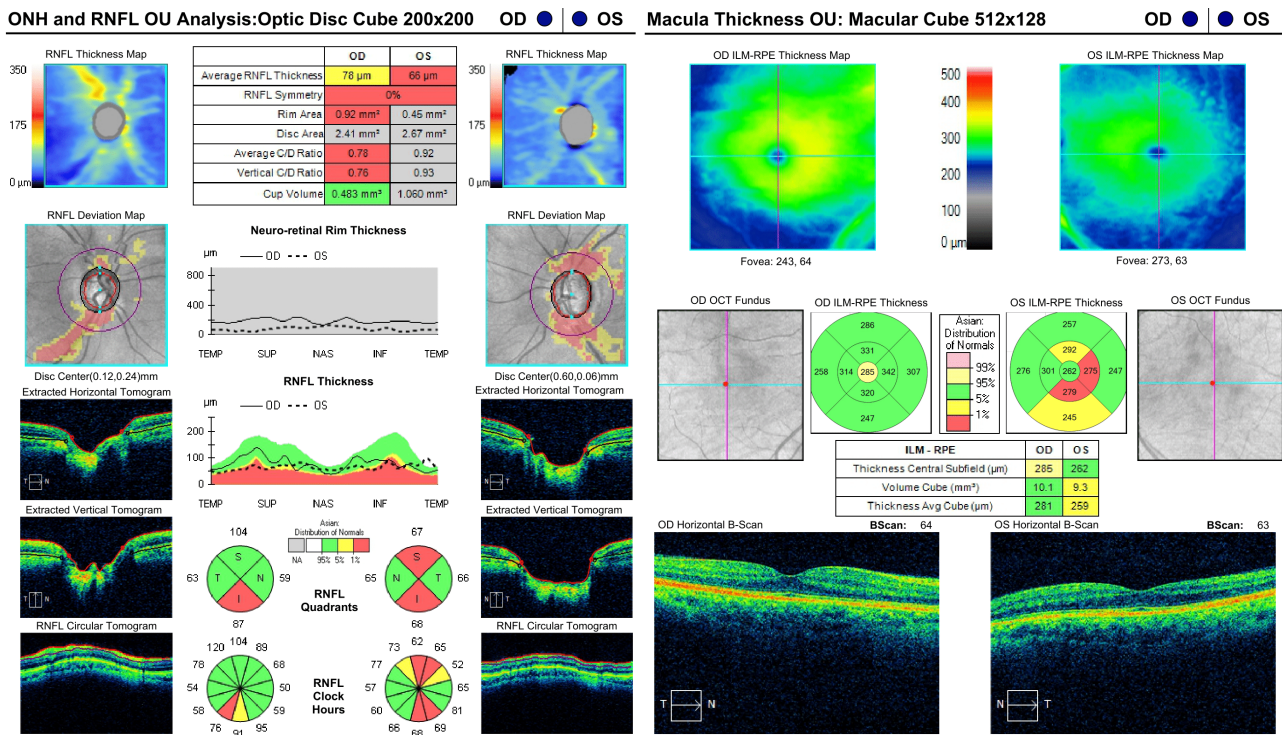 ONH and RNFL OU Analysis:Optic Disc Cube 200x200
OD OS
RNFL Thickness Map
350
175
0 µm
OD OS
Average RNFL Thickness 78 µm 66 µm
RNFL Symmetry 0%
Rim Area 0.92 mm² 0.45 mm²
Disc Area 2.41 mm² 2.67 mm²
Average C/D Ratio 0.78 0.92
Vertical C/D Ratio 0.76 0.93
Cup Volume 0.483 mm³ 1.060 mm³
RNFL Thickness Map
350
175
0 µm
RNFL Deviation Map
Disc Center(0.12,0.24)mm
Neuro-retinal Rim Thickness
µm
OD OS
800
400
0
TEMP SUP NAS INF TEMP
RNFL Deviation Map
Disc Center(0.60,0.06)mm
Extracted Horizontal Tomogram
T N
RNFL Thickness
µm
OD OS
200
100
0
TEMP SUP NAS INF TEMP
Extracted Horizontal Tomogram
N T
Extracted Vertical Tomogram
I S
Asian:
Distribution of Normals
NA 95% 5% 1%
104
63 S T N I 59
87
RNFL
Quadrants
67
65 S N T I 66
68
Extracted Vertical Tomogram
RNFL Circular Tomogram
104
120 89
78 68
54 50
58 59
76 95
91
RNFL
Clock
Hours
62
73 65
77 52
57 65
60 81
66 69
68
RNFL Circular Tomogram
Macula Thickness OU: Macular Cube 512x128
OD OS
OD ILM-RPE Thickness Map
Fovea: 243, 64
500
400
300
200
100
0 µm
OS ILM-RPE Thickness Map
Fovea: 273, 63
OD OCT Fundus
OD ILM-RPE Thickness
286
331
258 314 285 342 307
320
247
Asian:
Distribution
of Normals
99%
95%
5%
1%
OS ILM-RPE Thickness
257
292
276 301 262 275 247
279
245
OS OCT Fundus
ILM - RPE OD OS
Thickness Central Subfield (µm) 285 262
Volume Cube (mm³) 10.1 9.3
Thickness Avg Cube (µm) 281 259
OD Horizontal B-Scan BScan: 64
T N
OS Horizontal B-Scan BScan: 63
N T